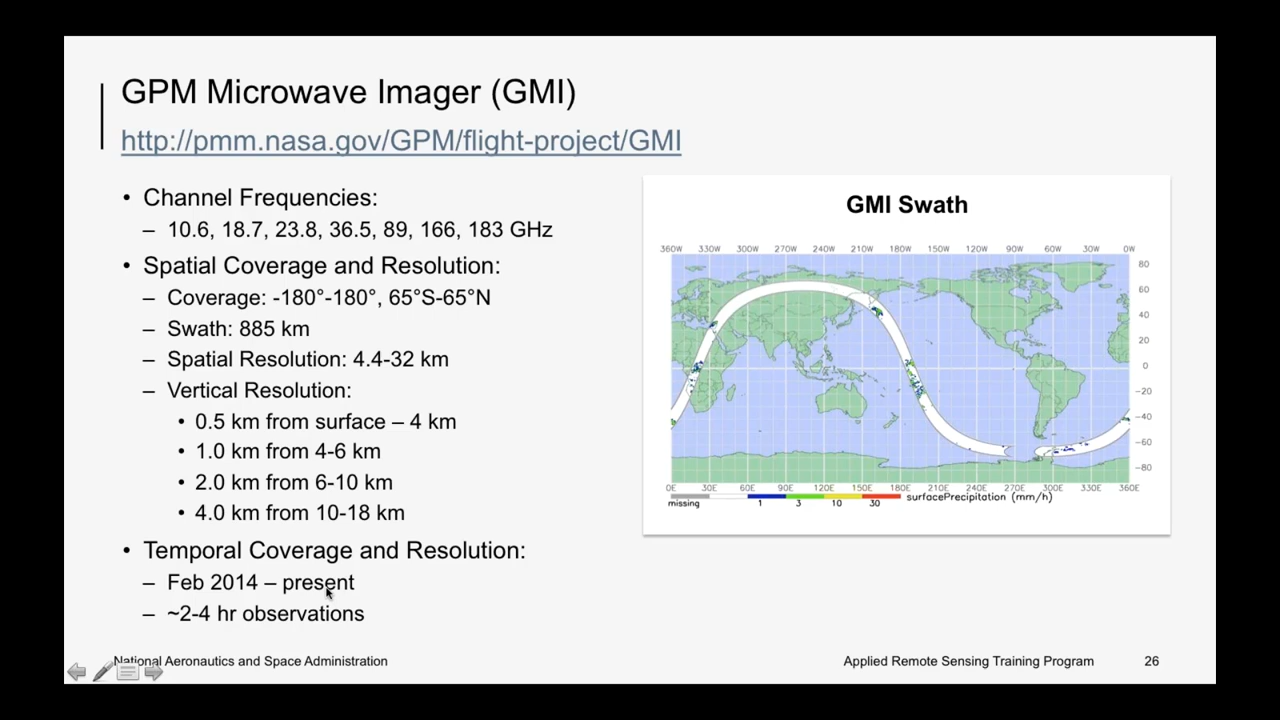 GPM Microwave Imager (GMI)
http://pmm.nasa.gov/GPM/flight-project/GMI
• Channel Frequencies:
– 10.6, 18.7, 23.8, 36.5, 89, 166, 183 GHz
• Spatial Coverage and Resolution:
– Coverage: -180°-180°, 65°S-65°N
– Swath: 885 km
– Spatial Resolution: 4.4-32 km
– Vertical Resolution:
• 0.5 km from surface – 4 km
• 1.0 km from 4-6 km
• 2.0 km from 6-10 km
• 4.0 km from 10-18 km
• Temporal Coverage and Resolution:
– Feb 2014 – present
– ~2-4 hr observations
GMI Swath
360W 330W 300W 270W 240W 210W 180W 150W 120W 90W 60W 30W 0W
80
60
40
20
0
−20
−40
−60
−80
0E 30E 60E 90E 120E 150E 180E 210E 240E 270E 300E 330E 360E
surfacePrecipitation (mm/h)
missing 1 3 10 30
National Aeronautics and Space Administration
Applied Remote Sensing Training Program 26